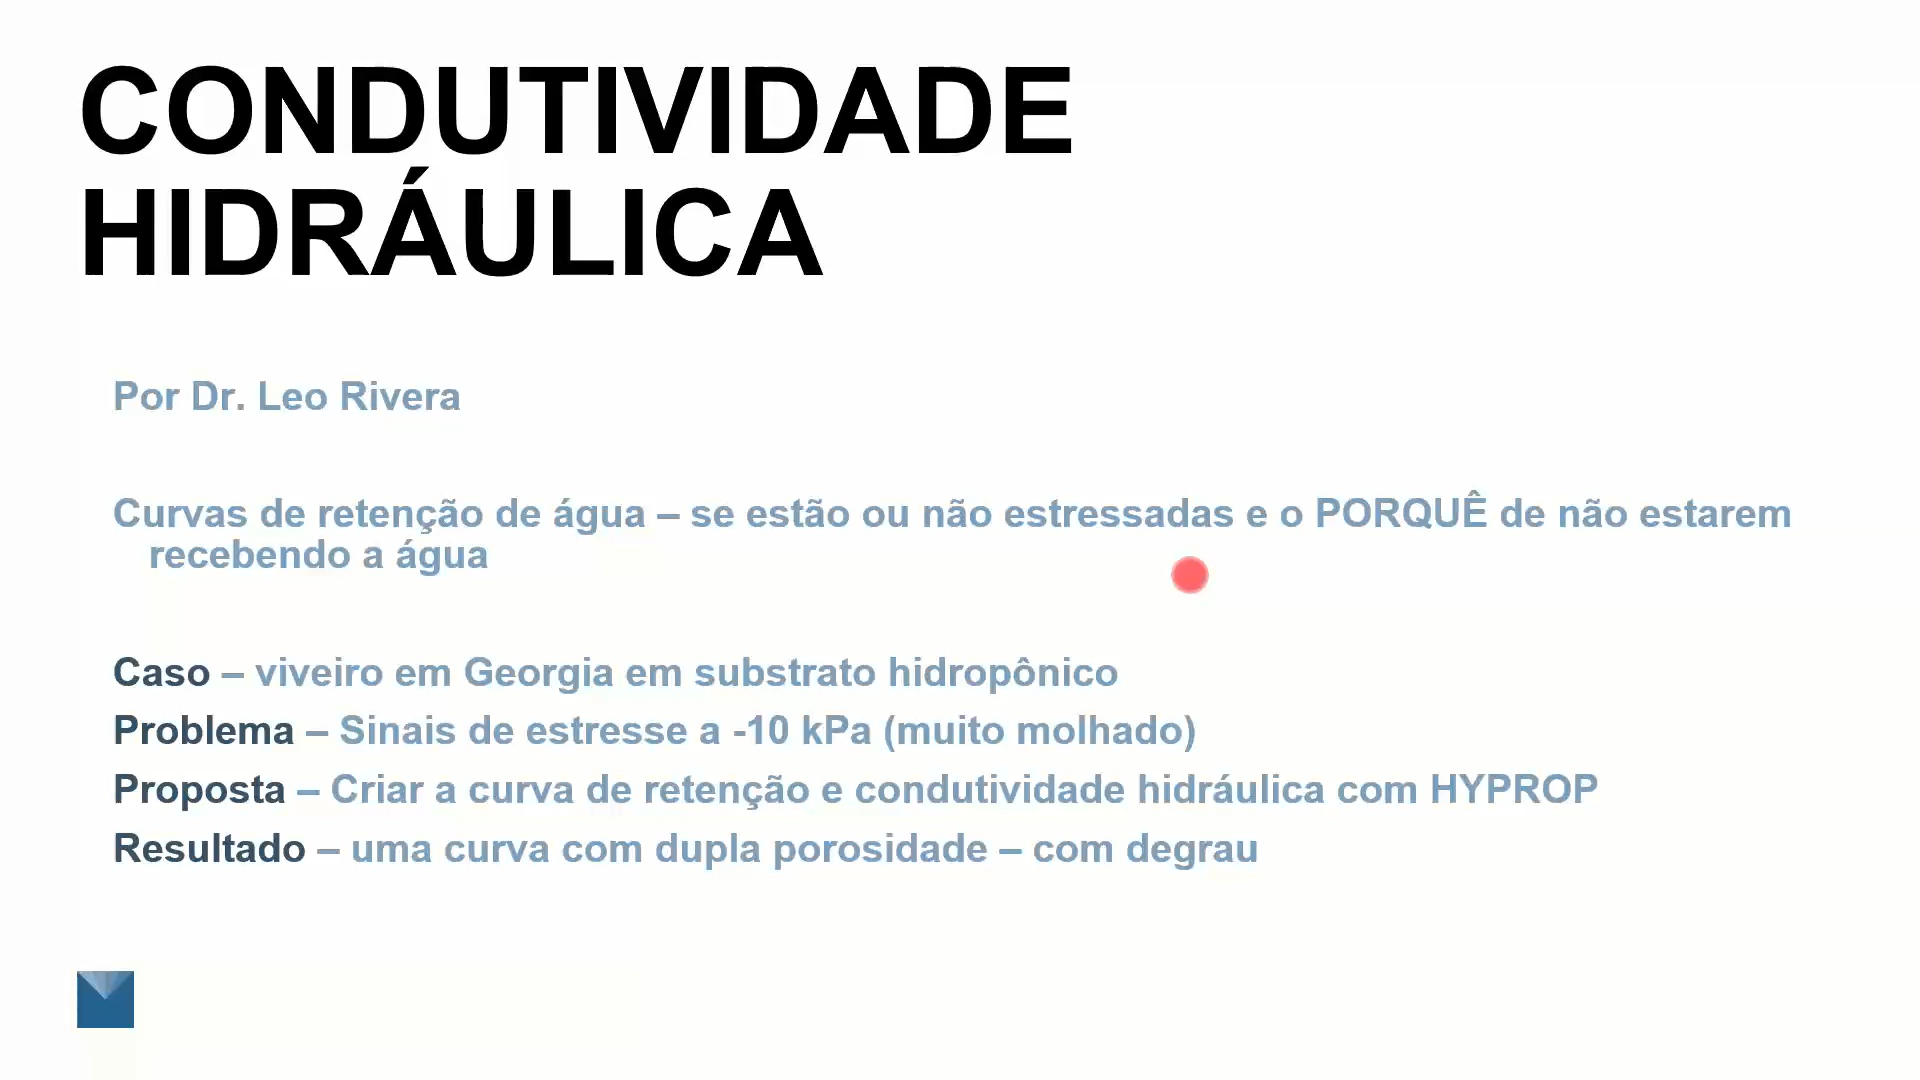 CONDUTIVIDADE
HIDRÁULICA
Por Dr. Leo Rivera
Curvas de retenção de água – se estão ou não estressadas e o PORQUÊ de não estarem
recebendo a água
Caso – viveiro em Georgia em substrato hidropônico
Problema – Sinais de estresse a -10 kPa (muito molhado)
Proposta – Criar a curva de retenção e condutividade hidráulica com HYPROP
Resultado – uma curva com dupla porosidade – com degrau